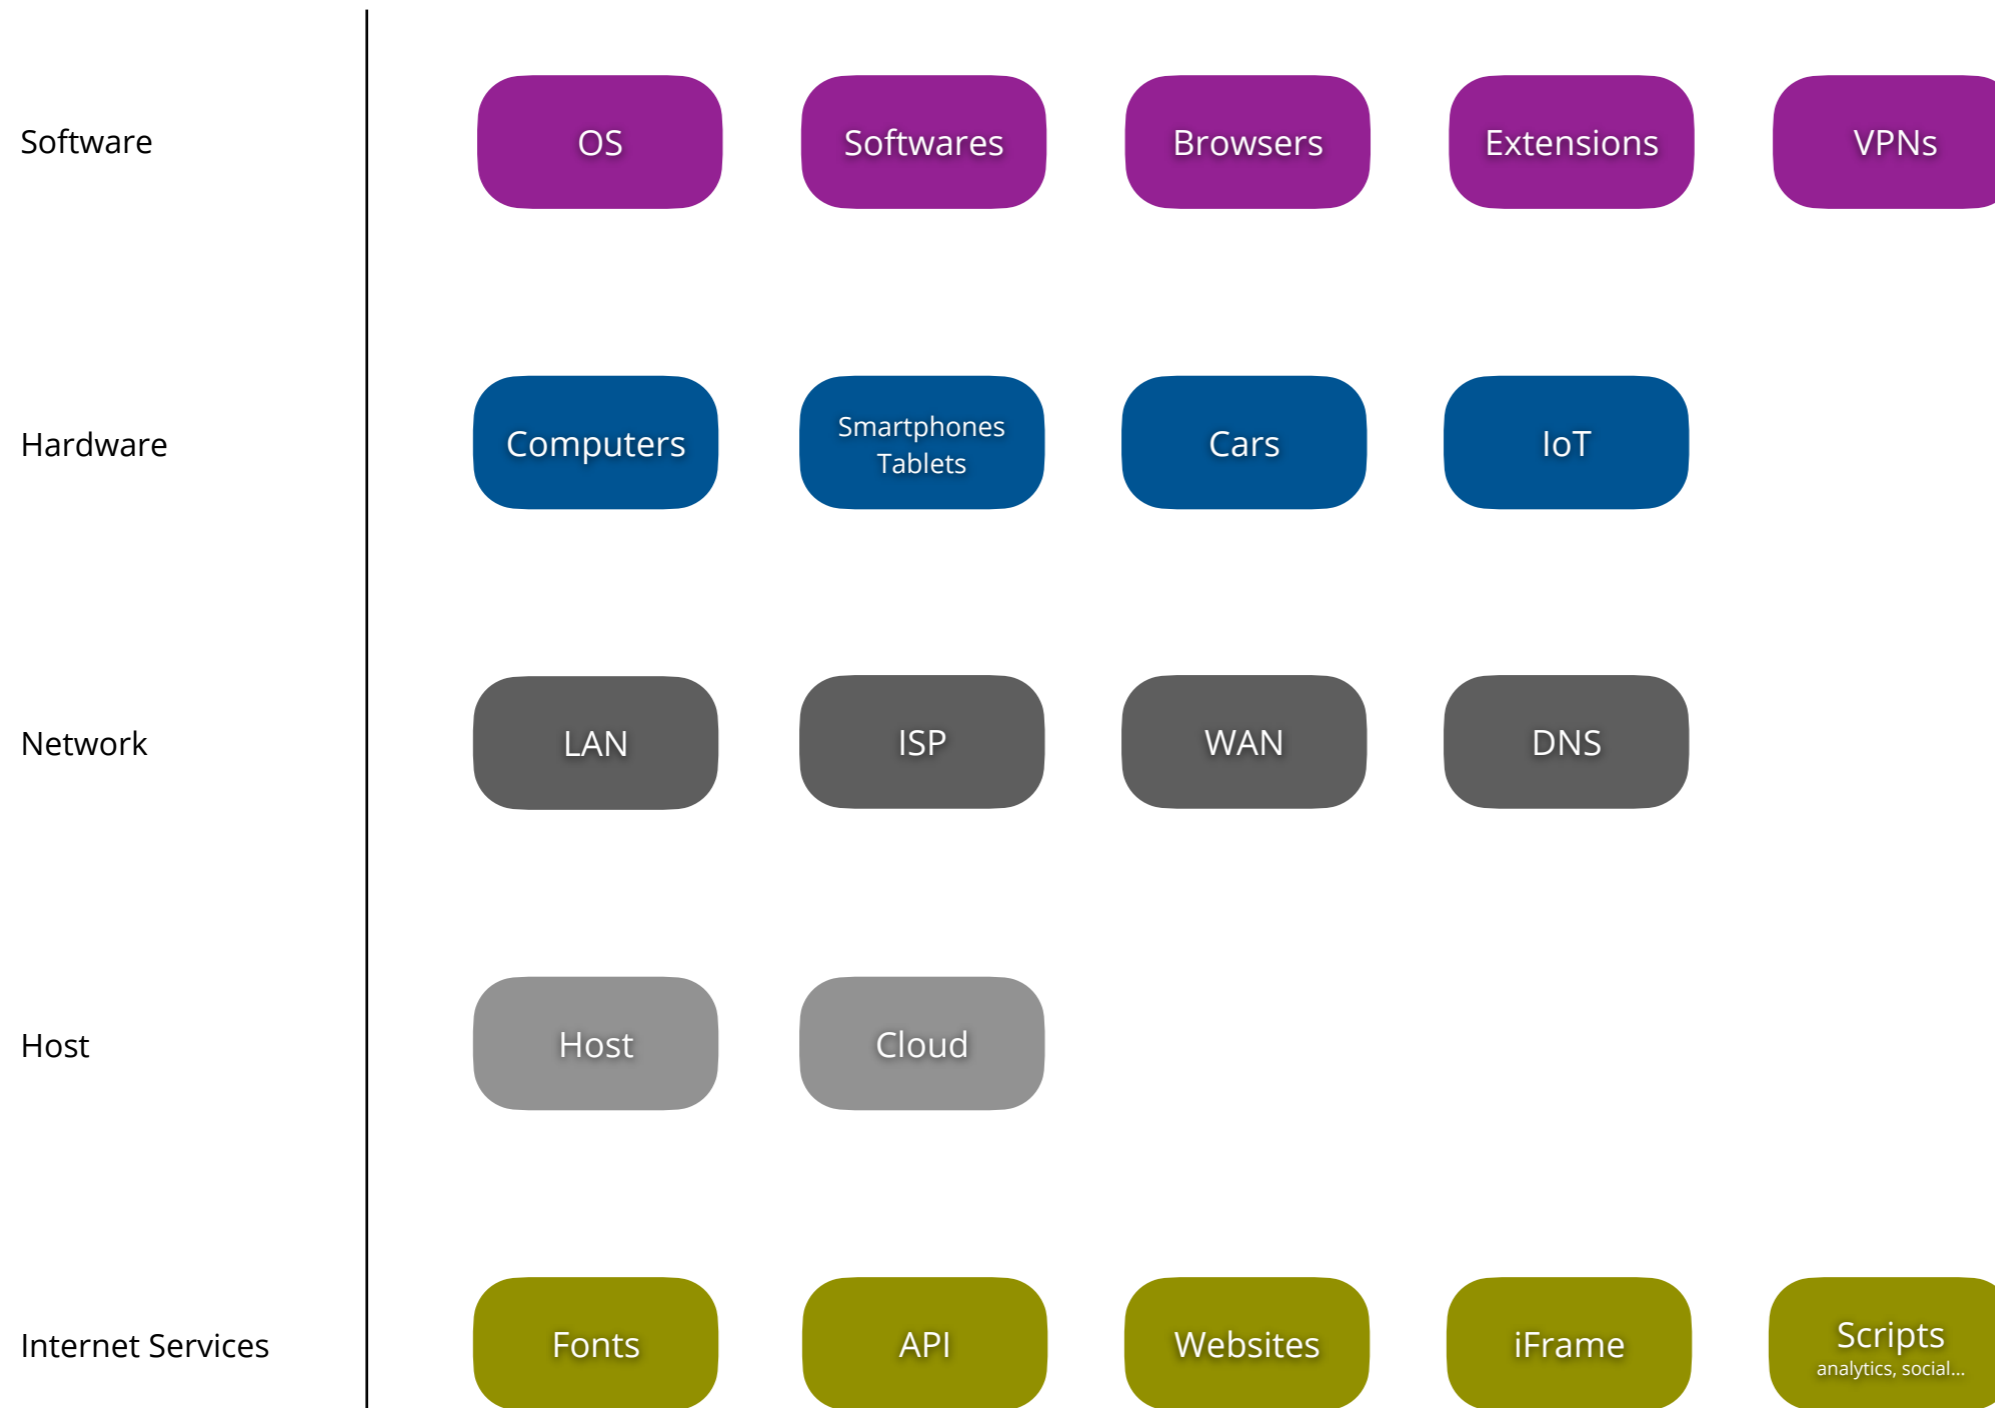 Software
OS
Softwares
Browsers
Extensions
VPNs
Hardware
Computers
Smartphones
Tablets
Cars
IoT
Network
LAN
ISP
WAN
DNS
Host
Host
Cloud
Internet Services
Fonts
API
Websites
iFrame
Scripts
analytics, social...